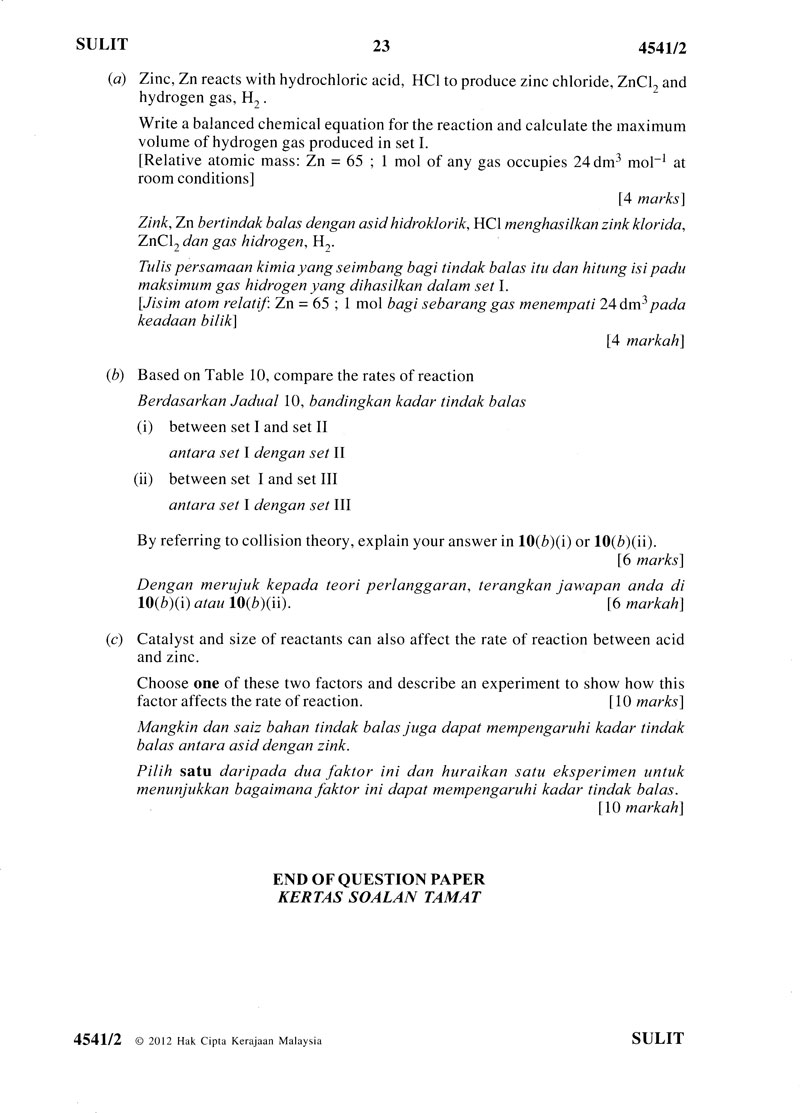 SULIT 23 4541/2
(a) Zinc, Zn reacts with hydrochloric acid, HCl to produce zinc chloride, ZnCl₂ and
hydrogen gas, H₂.
Write a balanced chemical equation for the reaction and calculate the maximum
volume of hydrogen gas produced in set I.
[Relative atomic mass: Zn = 65 ; 1 mol of any gas occupies 24 dm³ mol⁻¹ at
room conditions]
[4 marks]
Zink, Zn bertindak balas dengan asid hidroklorik, HCl menghasilkan zink klorida,
ZnCl₂ dan gas hidrogen, H₂.
Tulis persamaan kimia yang seimbang bagi tindak balas itu dan hitung isi padu
maksimum gas hidrogen yang dihasilkan dalam set I.
[Jisim atom relatif: Zn = 65 ; 1 mol bagi sebarang gas menempati 24 dm³ pada
keadaan bilik]
[4 markah]
(b) Based on Table 10, compare the rates of reaction
Berdasarkan Jadual 10, bandingkan kadar tindak balas
(i) between set I and set II
antara set I dengan set II
(ii) between set I and set III
antara set I dengan set III
By referring to collision theory, explain your answer in 10(b)(i) or 10(b)(ii).
[6 marks]
Dengan merujuk kepada teori perlanggaran, terangkan jawapan anda di
10(b)(i) atau 10(b)(ii). [6 markah]
(c) Catalyst and size of reactants can also affect the rate of reaction between acid
and zinc.
Choose one of these two factors and describe an experiment to show how this
factor affects the rate of reaction. [10 marks]
Mangkin dan saiz bahan tindak balas juga dapat mempengaruhi kadar tindak
balas antara asid dengan zink.
Pilih satu daripada dua faktor ini dan huraikan satu eksperimen untuk
menunjukkan bagaimana faktor ini dapat mempengaruhi kadar tindak balas.
[10 markah]
END OF QUESTION PAPER
KERTAS SOALAN TAMAT
4541/2 © 2012 Hak Cipta Kerajaan Malaysia SULIT